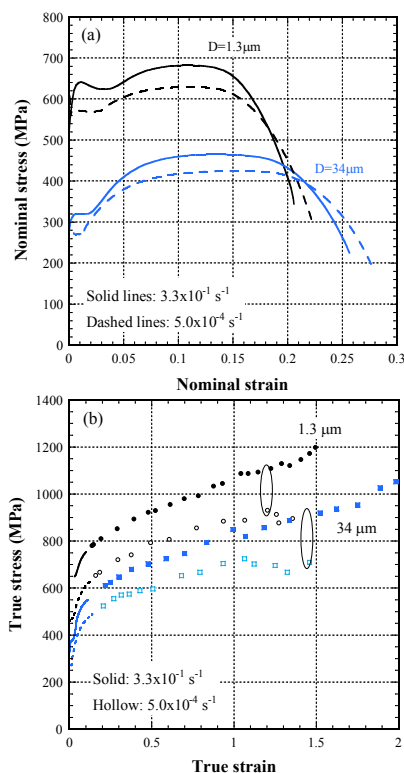 800
(a)
D=1.3μm
700
600
500
D=34μm
400
300
200
Solid lines: 3.3x10⁻¹ s⁻¹
100
Dashed lines: 5.0x10⁻⁴ s⁻¹
0
0 0.05 0.1 0.15 0.2 0.25 0.3
Nominal strain
Nominal stress (MPa)
1400
(b)
1.3 μm
1200
1000
34 μm
800
600
400
200
Solid: 3.3x10⁻¹ s⁻¹
Hollow: 5.0x10⁻⁴ s⁻¹
0
0 0.5 1 1.5 2
True strain
True stress (MPa)